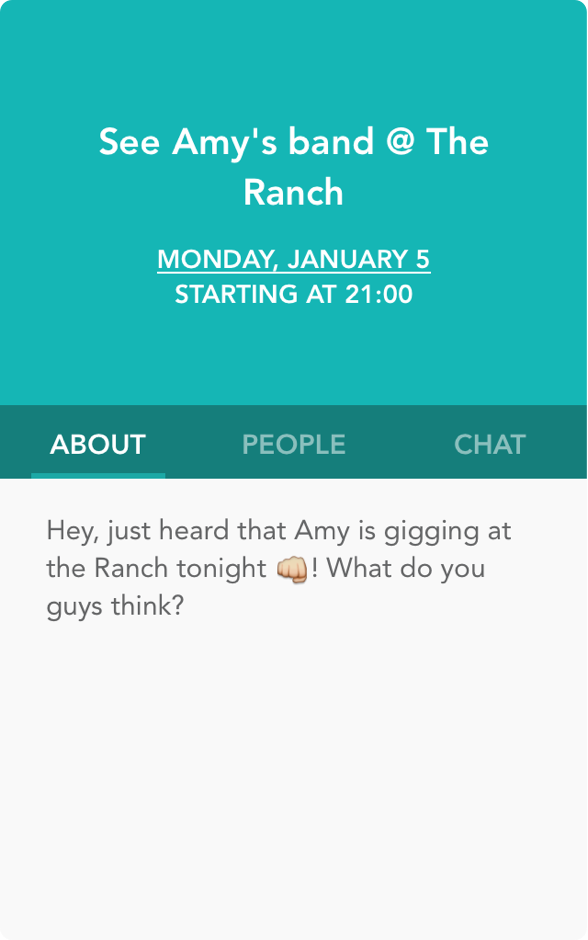 See Amy's band @ The
Ranch
MONDAY, JANUARY 5
STARTING AT 21:00
ABOUT PEOPLE CHAT
Hey, just heard that Amy is gigging at
the Ranch tonight 👊! What do you
guys think?